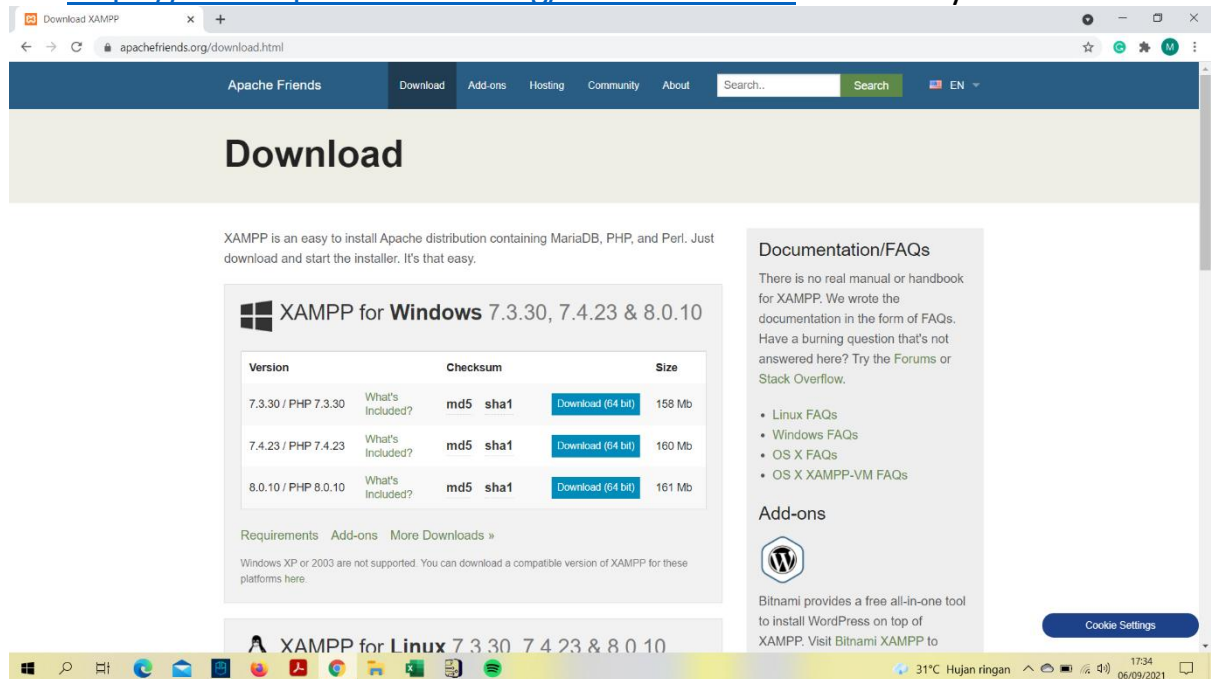 Download XAMPP
apachefriends.org/download.html
M
Apache Friends
Download
Add-ons
Hosting
Community
About
Search..
Search
EN
Download
XAMPP is an easy to install Apache distribution containing MariaDB, PHP, and Perl. Just
download and start the installer. It's that easy.
XAMPP for Windows 7.3.30, 7.4.23 & 8.0.10
Version Checksum Size
7.3.30 / PHP 7.3.30 What's Included? md5 sha1 Download (64 bit) 158 Mb
7.4.23 / PHP 7.4.23 What's Included? md5 sha1 Download (64 bit) 160 Mb
8.0.10 / PHP 8.0.10 What's Included? md5 sha1 Download (64 bit) 161 Mb
Requirements Add-ons More Downloads »
Windows XP or 2003 are not supported. You can download a compatible version of XAMPP for these
platforms here.
XAMPP for Linux 7.3.30, 7.4.23 & 8.0.10
Documentation/FAQs
There is no real manual or handbook
for XAMPP. We wrote the
documentation in the form of FAQs.
Have a burning question that's not
answered here? Try the Forums or
Stack Overflow.
• Linux FAQs
• Windows FAQs
• OS X FAQs
• OS X XAMPP-VM FAQs
Add-ons
Bitnami provides a free all-in-one tool
to install WordPress on top of
XAMPP. Visit Bitnami XAMPP to
Cookie Settings
31°C Hujan ringan
17:34
06/09/2021